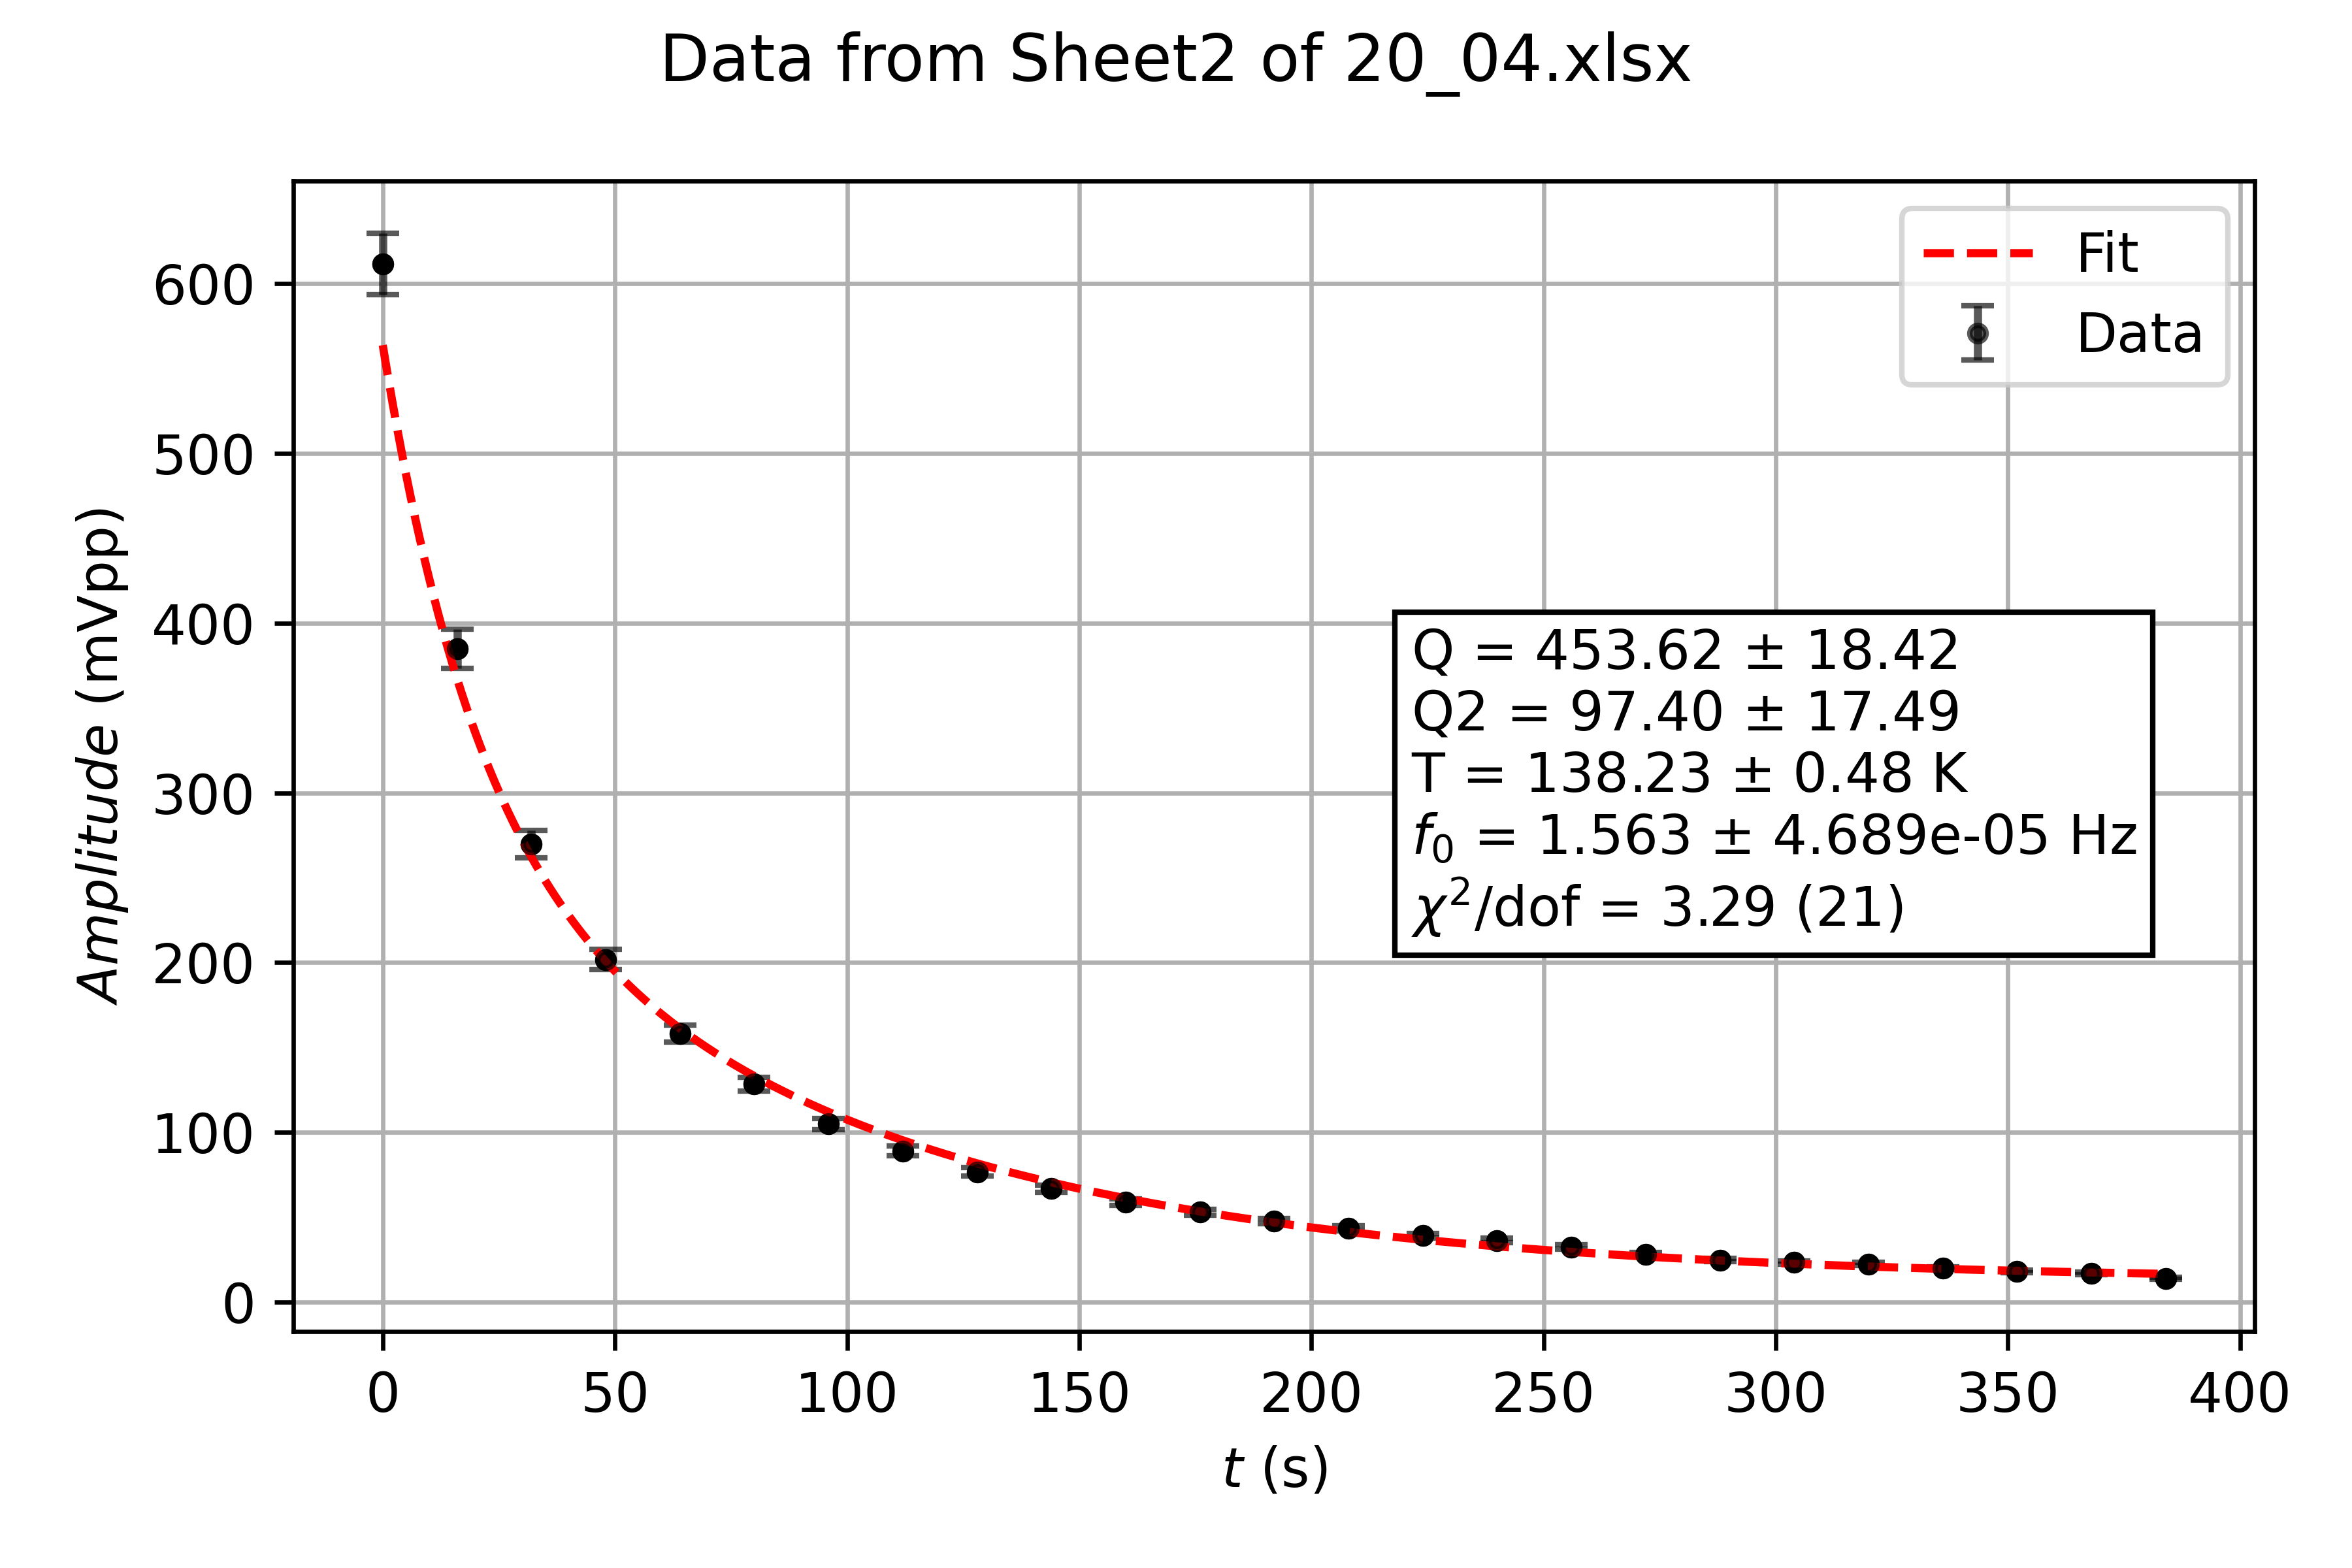 Data from Sheet2 of 20_04.xlsx
Amplitude (mVpp)
600
500
400
300
200
100
0
Fit
Data
Q = 453.62 ± 18.42
Q2 = 97.40 ± 17.49
T = 138.23 ± 0.48 K
f₀ = 1.563 ± 4.689e-05 Hz
χ²/dof = 3.29 (21)
0 50 100 150 200 250 300 350 400
t (s)